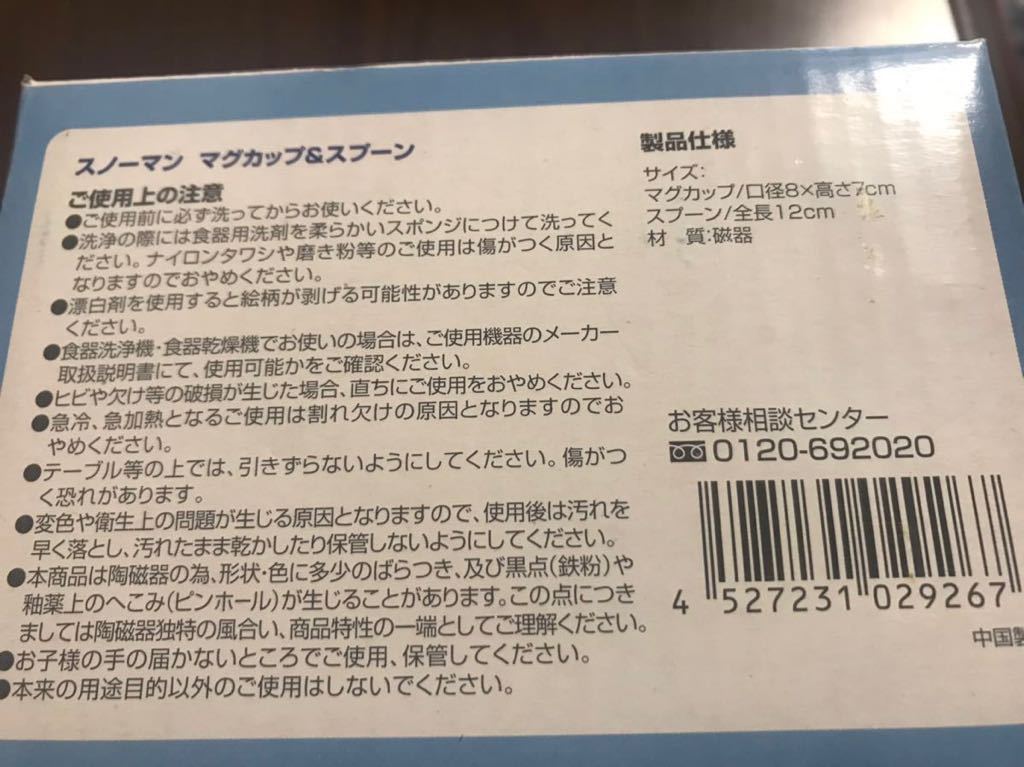 スノーマン マグカップ&スプーン
ご使用上の注意
●ご使用前に必ず洗ってからお使いください。
●洗浄の際には食器用洗剤を柔らかいスポンジにつけて洗ってく
ださい。ナイロンタワシや磨き粉等のご使用は傷がつく原因と
なりますのでおやめください。
●漂白剤を使用すると絵柄が剥げる可能性がありますのでご注意
ください。
●食器洗浄機・食器乾燥機でお使いの場合は、ご使用機器のメーカー
取扱説明書にて、使用可能かをご確認ください。
●ヒビや欠け等の破損が生じた場合、直ちにご使用をおやめください。
●急冷、急加熱となるご使用は割れ欠けの原因となりますのでお
やめください。
●テーブル等の上では、引きずらないようにしてください。傷がつ
く恐れがあります。
●変色や衛生上の問題が生じる原因となりますので、使用後は汚れを
早く落とし、汚れたまま乾かしたり保管しないようにしてください。
●本商品は陶磁器の為、形状・色に多少のばらつき、及び黒点(鉄粉)や
釉薬上のへこみ(ピンホール)が生じることがあります。この点につき
ましては陶磁器独特の風合い、商品特性の一端としてご理解ください。
●お子様の手の届かないところでご使用、保管してください。
●本来の用途目的以外のご使用はしないでください。
製品仕様
サイズ:
マグカップ/口径8×高さ7cm
スプーン/全長12cm
材 質:磁器
お客様相談センター
0120-692020
4 527231 029267
中国製